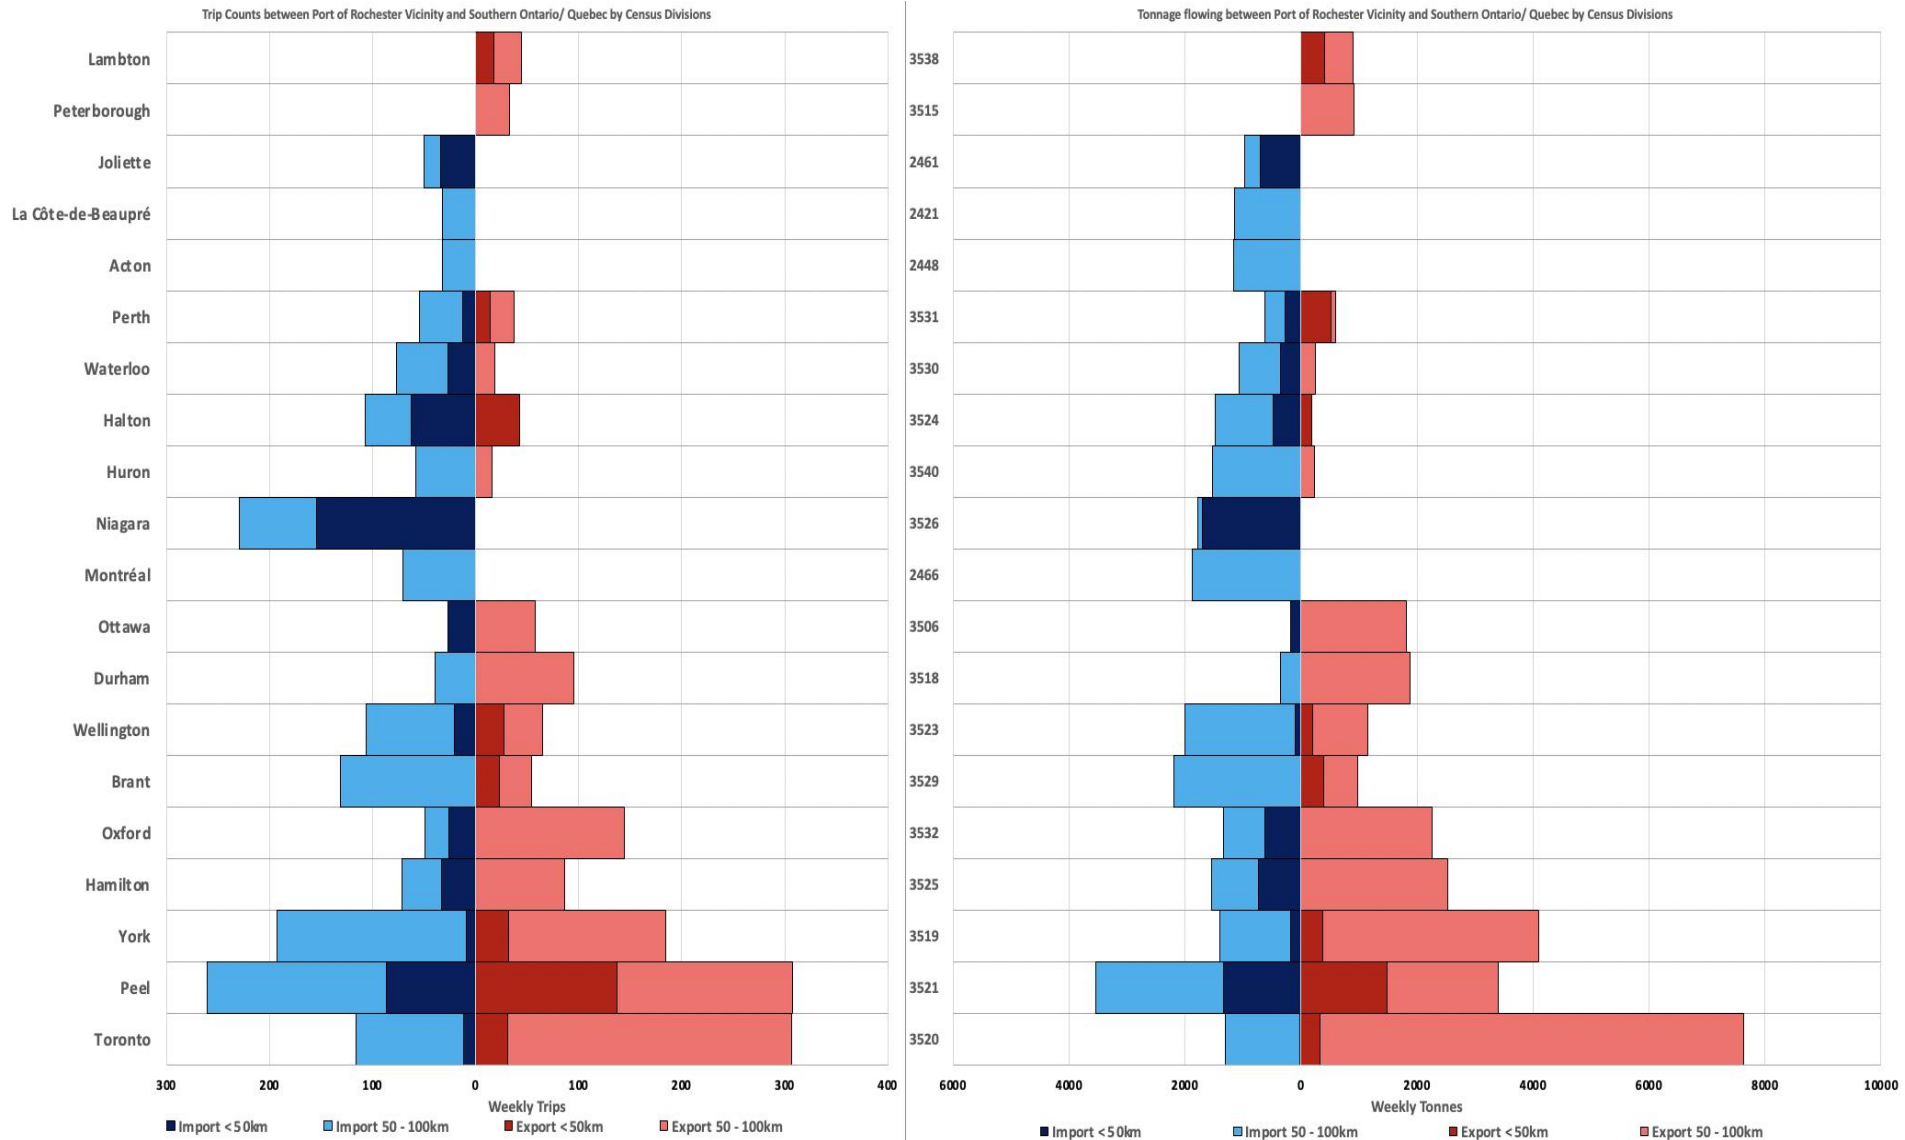 Trip Counts between Port of Rochester Vicinity and Southern Ontario/ Quebec by Census Divisions
Lambton
Peterborough
Joliette
La Côte-de-Beaupré
Acton
Perth
Waterloo
Halton
Huron
Niagara
Montréal
Ottawa
Durham
Wellington
Brant
Oxford
Hamilton
York
Peel
Toronto
300 200 100 0 100 200 300 400
Weekly Trips
Import <50km Import 50 - 100km Export <50km Export 50 - 100km
Tonnage flowing between Port of Rochester Vicinity and Southern Ontario/ Quebec by Census Divisions
3538
3515
2461
2421
2448
3531
3530
3524
3540
3526
2466
3506
3518
3523
3529
3532
3525
3519
3521
3520
6000 4000 2000 0 2000 4000 6000 8000 10000
Weekly Tonnes
Import <50km Import 50 - 100km Export <50km Export 50 - 100km